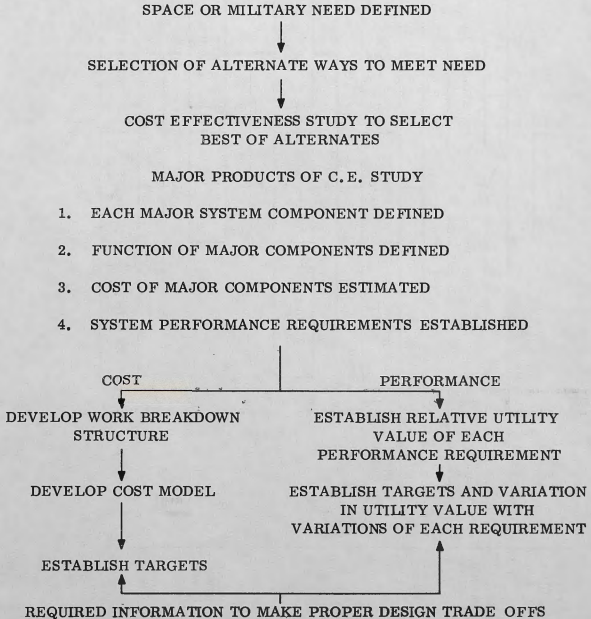 SPACE OR MILITARY NEED DEFINED
SELECTION OF ALTERNATE WAYS TO MEET NEED
COST EFFECTIVENESS STUDY TO SELECT
BEST OF ALTERNATES
MAJOR PRODUCTS OF C.E. STUDY
1. EACH MAJOR SYSTEM COMPONENT DEFINED
2. FUNCTION OF MAJOR COMPONENTS DEFINED
3. COST OF MAJOR COMPONENTS ESTIMATED
4. SYSTEM PERFORMANCE REQUIREMENTS ESTABLISHED
COST
DEVELOP WORK BREAKDOWN
STRUCTURE
DEVELOP COST MODEL
ESTABLISH TARGETS
PERFORMANCE
ESTABLISH RELATIVE UTILITY
VALUE OF EACH
PERFORMANCE REQUIREMENT
ESTABLISH TARGETS AND VARIATION
IN UTILITY VALUE WITH
VARIATIONS OF EACH REQUIREMENT
REQUIRED INFORMATION TO MAKE PROPER DESIGN TRADE OFFS